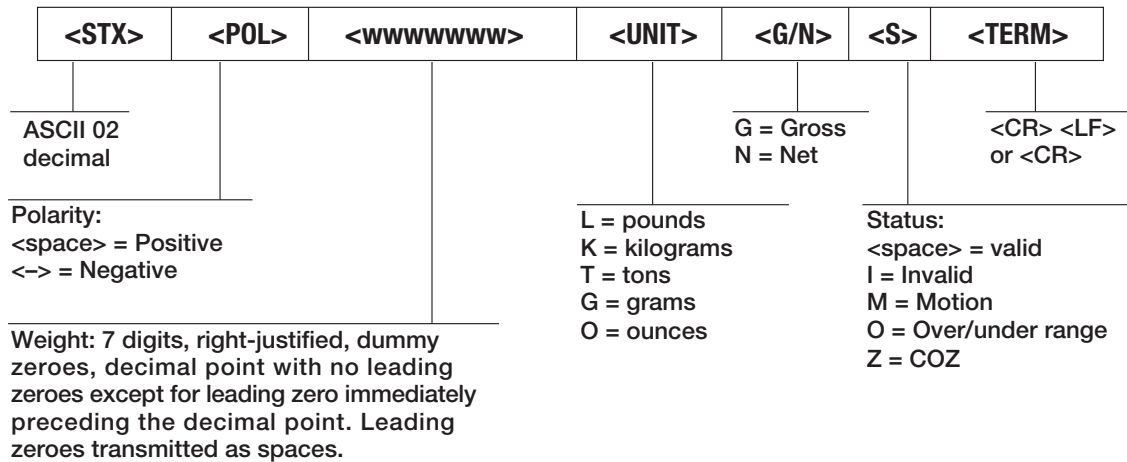 <STX> <POL> <wwwwwww> <UNIT> <G/N> <S> <TERM>
ASCII 02
decimal
G = Gross
N = Net
<CR> <LF>
or <CR>
Polarity:
<space> = Positive
<–> = Negative
L = pounds
K = kilograms
T = tons
G = grams
O = ounces
Status:
<space> = valid
I = Invalid
M = Motion
O = Over/under range
Z = COZ
Weight: 7 digits, right-justified, dummy
zeroes, decimal point with no leading
zeroes except for leading zero immediately
preceding the decimal point. Leading
zeroes transmitted as spaces.